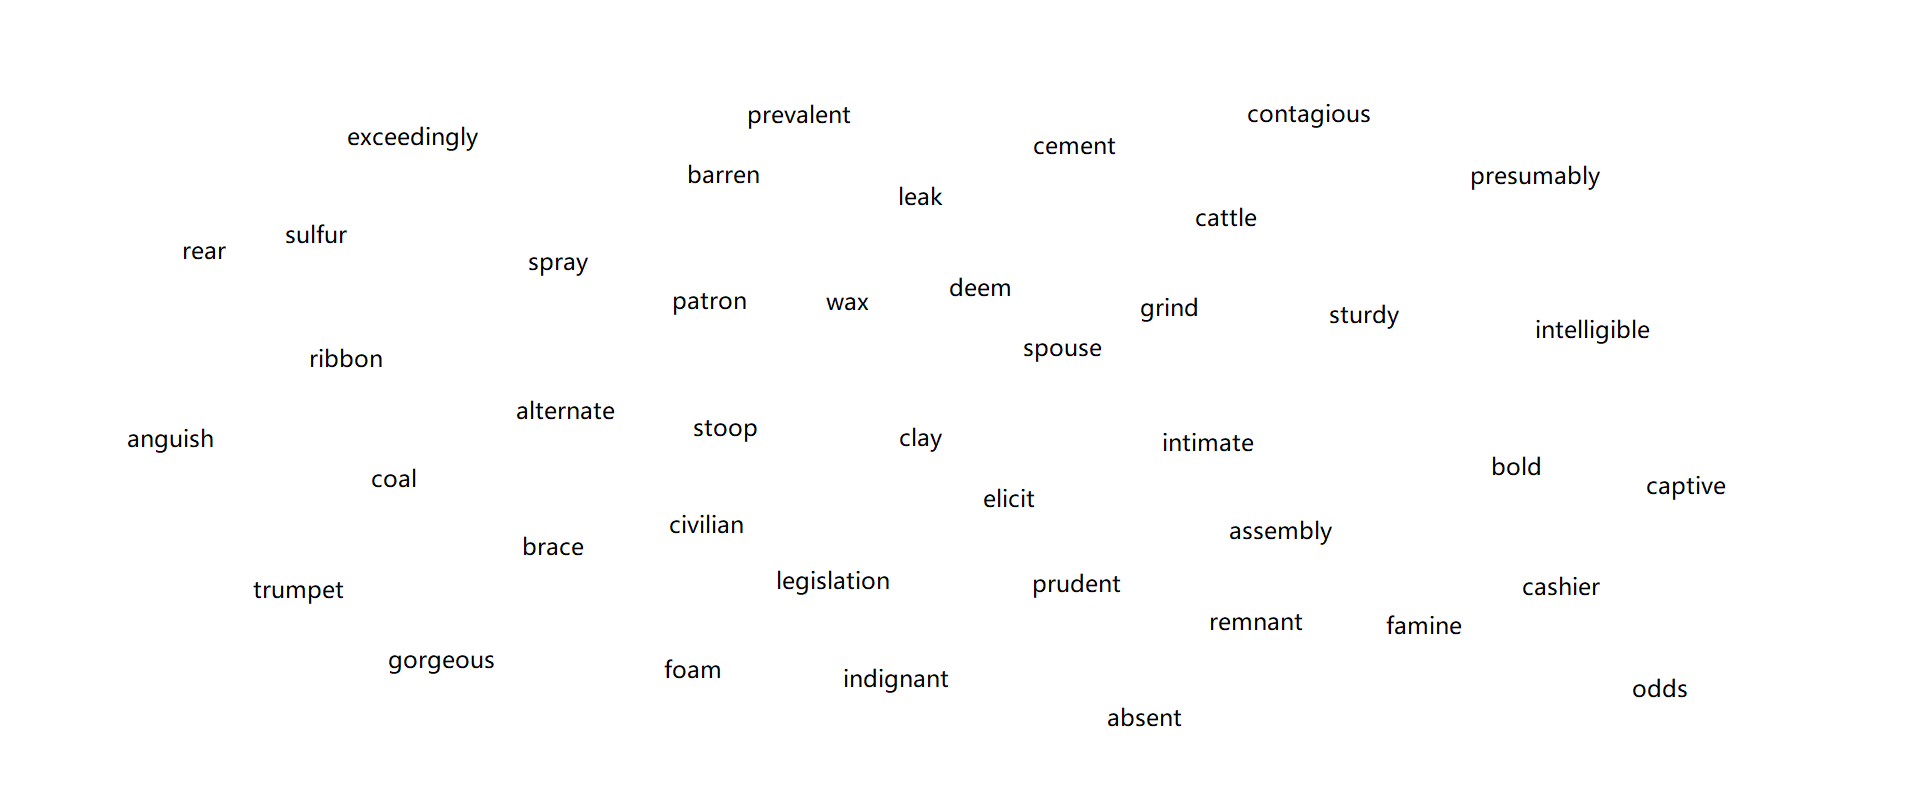 prevalent
contagious
exceedingly
cement
barren
presumably
leak
cattle
sulfur
rear
spray
deem
patron
wax
grind
sturdy
intelligible
spouse
ribbon
alternate
stoop
anguish
clay
intimate
bold
coal
captive
elicit
civilian
assembly
brace
legislation
prudent
cashier
trumpet
remnant
famine
gorgeous
foam
indignant
odds
absent